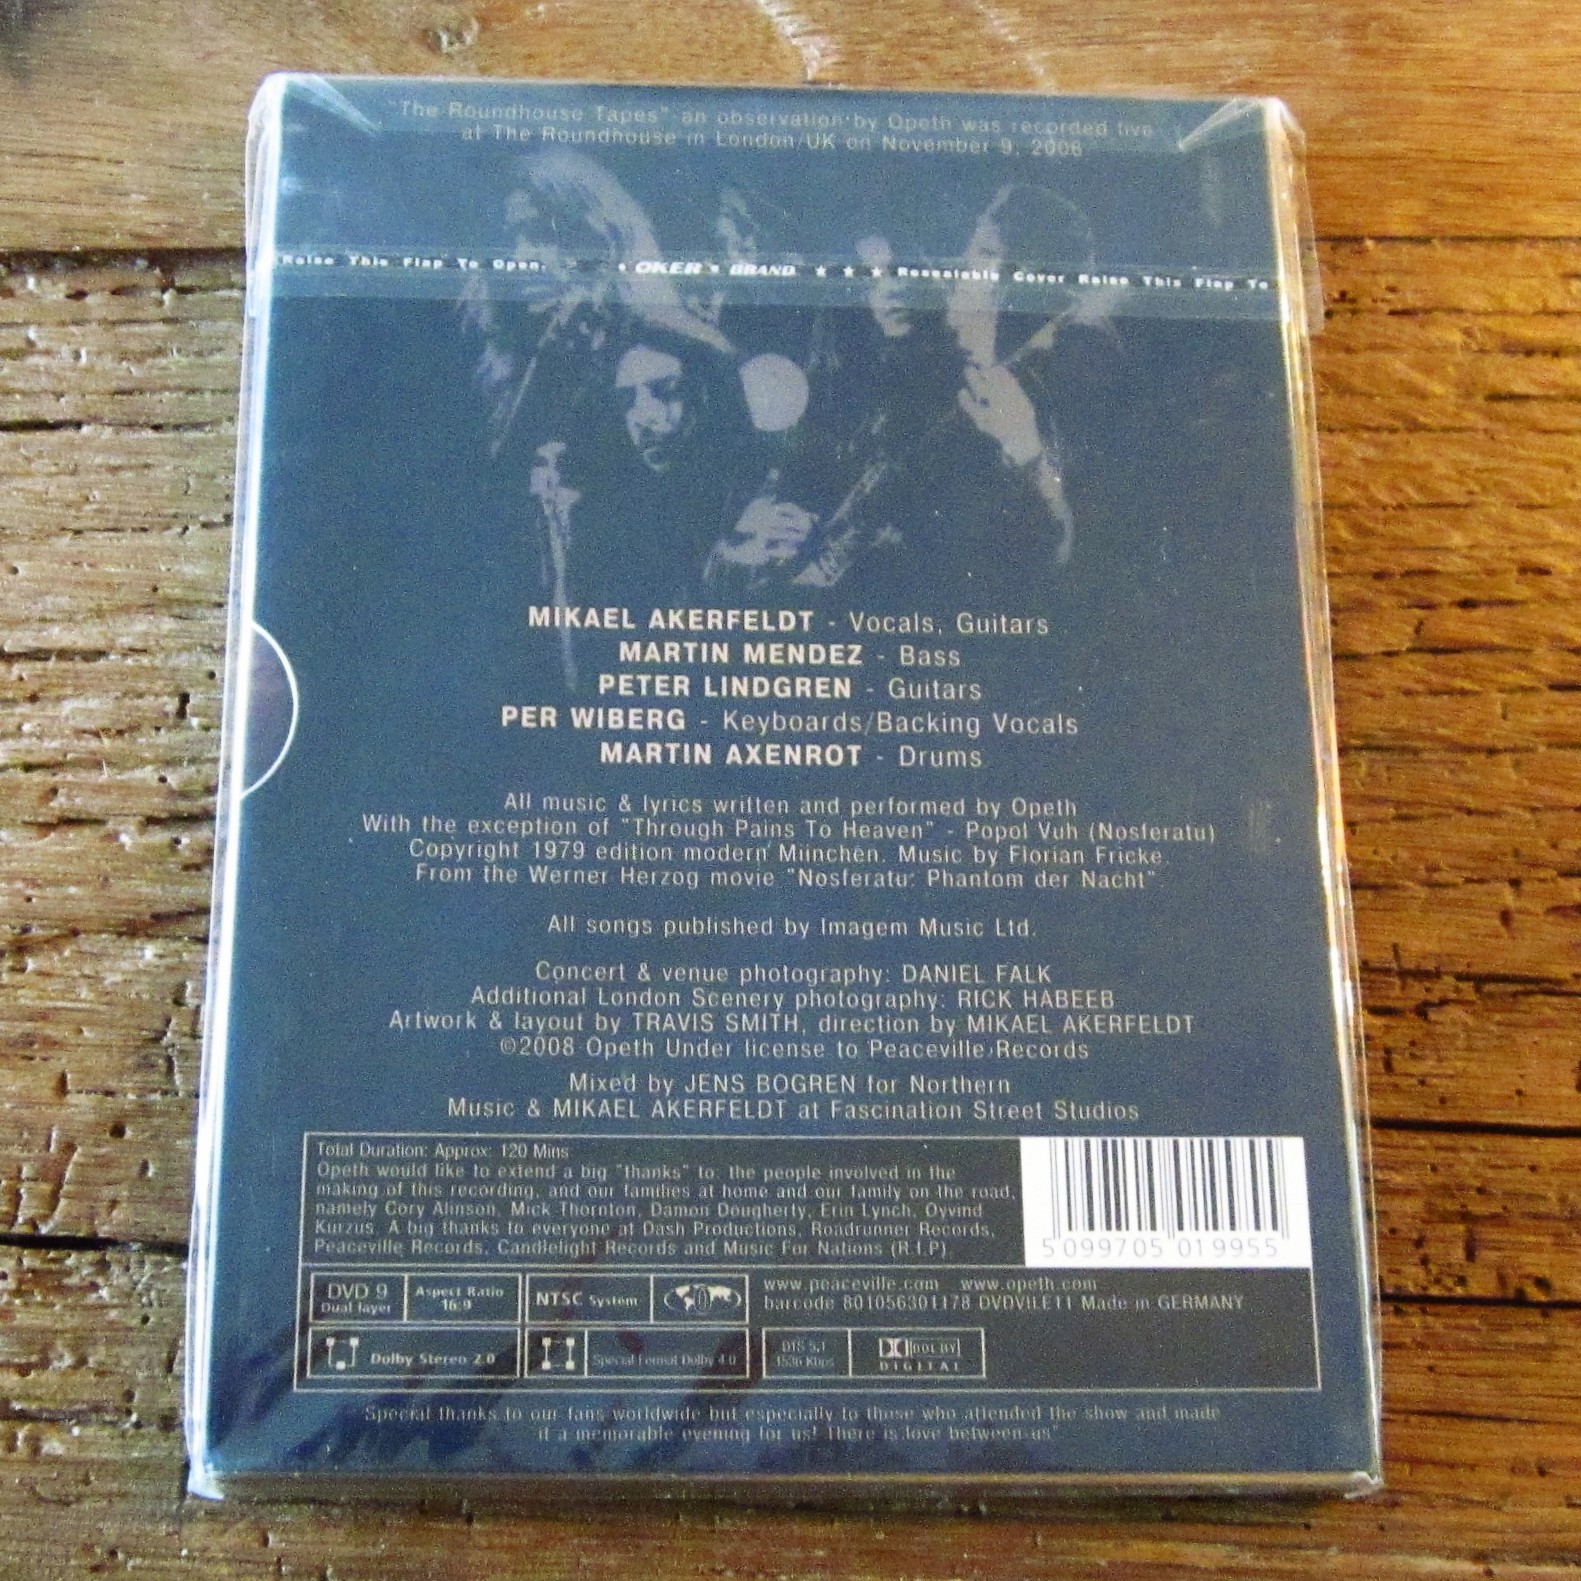 "The Roundhouse Tapes" an observation by Opeth was recorded live
at The Roundhouse in London/UK on November 9, 2006
Raise This Flap To Open. OKER BRAND ★ ★ ★ Resealable Cover Raise This Flap To
MIKAEL AKERFELDT - Vocals, Guitars
MARTIN MENDEZ - Bass
PETER LINDGREN - Guitars
PER WIBERG - Keyboards/Backing Vocals
MARTIN AXENROT - Drums
All music & lyrics written and performed by Opeth
With the exception of "Through Pains To Heaven" - Popol Vuh (Nosferatu)
Copyright 1979 edition modern München. Music by Florian Fricke.
From the Werner Herzog movie "Nosferatu: Phantom der Nacht".
All songs published by Imagem Music Ltd.
Concert & venue photography: DANIEL FALK
Additional London Scenery photography: RICK HABEEB
Artwork & layout by TRAVIS SMITH, direction by MIKAEL AKERFELDT
©2008 Opeth Under license to Peaceville Records
Mixed by JENS BOGREN for Northern
Music & MIKAEL AKERFELDT at Fascination Street Studios
Total Duration: Approx: 120 Mins
Opeth would like to extend a big "thanks" to, the people involved in the
making of this recording, and our families at home and our family on the road,
namely Cory Alinson, Mick Thornton, Damon Dougherty, Erin Lynch, Oyvind
Kurzus. A big thanks to everyone at Dash Productions, Roadrunner Records,
Peaceville Records, Candlelight Records and Music For Nations (R.I.P).
5 099705 019955
DVD 9
Dual layer
Aspect Ratio
16:9
NTSC System
0
www.peaceville.com www.opeth.com
barcode 801056301178 DVDVILE11 Made in GERMANY
Dolby Stereo 2.0
Special Format Dolby 4.0
DTS 5.1
1536 Kbps
DOLBY
DIGITAL
Special thanks to our fans worldwide but especially to those who attended the show and made
it a memorable evening for us! There is love between us"